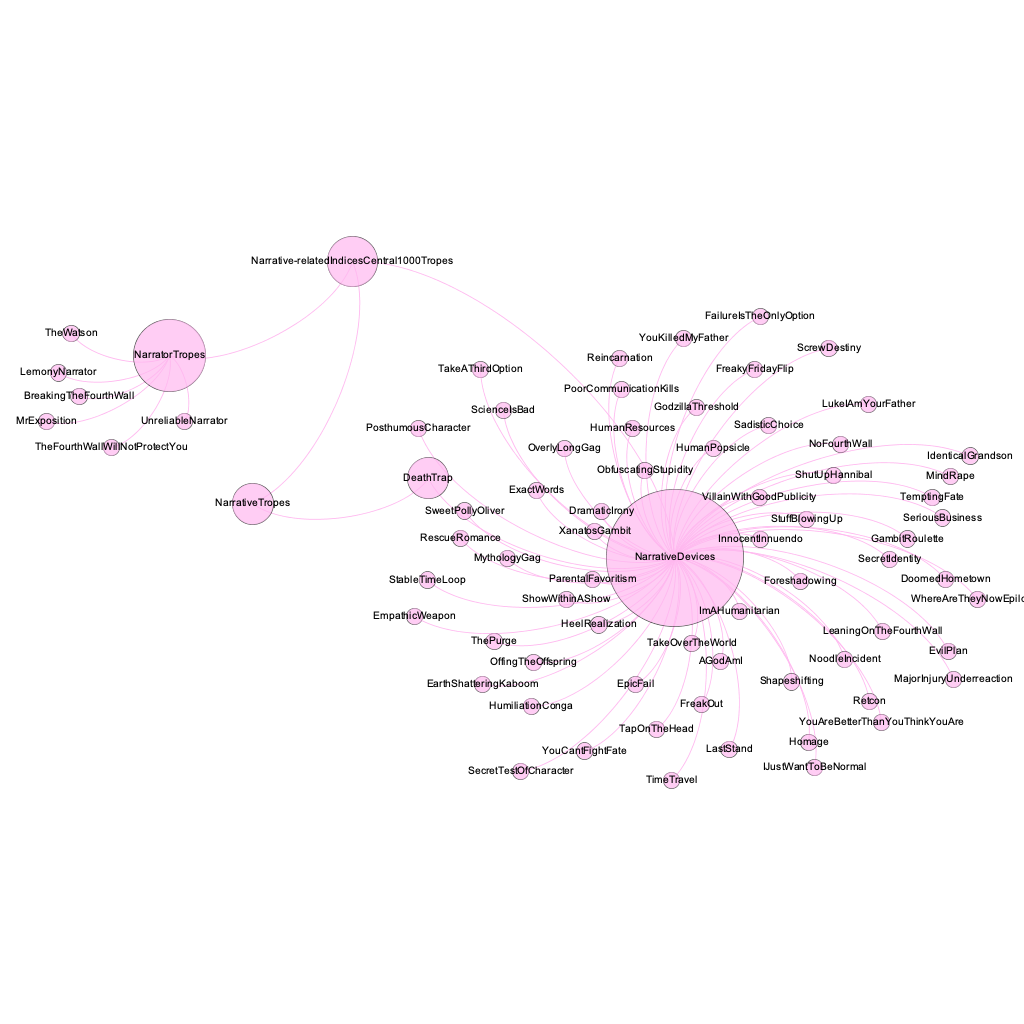 Narrative-relatedIndicesCentral1000Tropes
FailureIsTheOnlyOption
TheWatson
YouKilledMyFather
ScrewDestiny
NarratorTropes
Reincarnation
TakeAThirdOption
FreakyFridayFlip
LemonyNarrator
PoorCommunicationKills
BreakingTheFourthWall
LukeIAmYourFather
GodzillaThreshold
ScienceIsBad
MrExposition
UnreliableNarrator
SadisticChoice
PosthumousCharacter
HumanResources
TheFourthWallWillNotProtectYou
NoFourthWall
OverlyLongGag
HumanPopsicle
IdenticalGrandson
ObfuscatingStupidity
ShutUpHannibal
MindRape
DeathTrap
ExactWords
VillainWithGoodPublicity
TemptingFate
NarrativeTropes
SweetPollyOliver
DramaticIrony
StuffBlowingUp
SeriousBusiness
XanatosGambit
RescueRomance
InnocentInnuendo
GambitRoulette
MythologyGag
NarrativeDevices
SecretIdentity
StableTimeLoop
ParentalFavoritism
Foreshadowing
DoomedHometown
ShowWithinAShow
WhereAreTheyNowEpilo
EmpathicWeapon
ImAHumanitarian
HeelRealization
LeaningOnTheFourthWall
ThePurge
TakeOverTheWorld
EvilPlan
OffingTheOffspring
AGodAmI
NoodleIncident
EarthShatteringKaboom
EpicFail
Shapeshifting
MajorInjuryUnderreaction
HumiliationConga
FreakOut
Retcon
YouAreBetterThanYouThinkYouAre
TapOnTheHead
Homage
YouCantFightFate
LastStand
SecretTestOfCharacter
IJustWantToBeNormal
TimeTravel